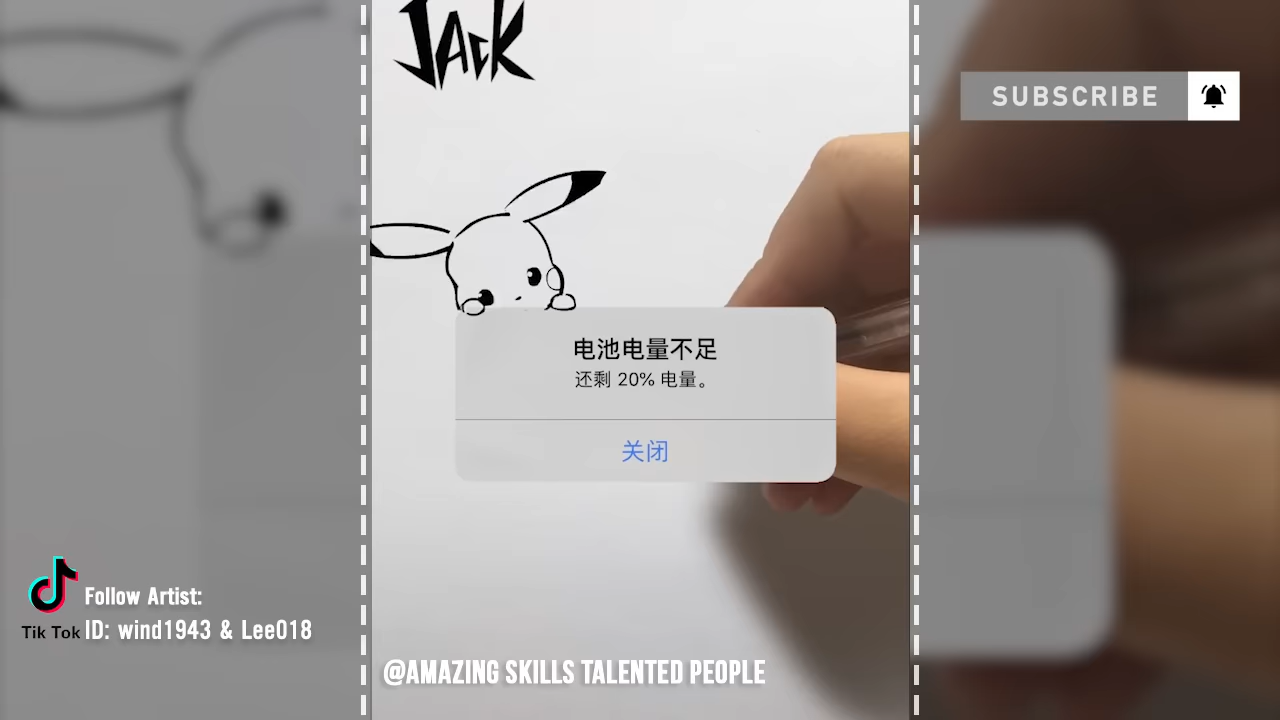 JAcK
SUBSCRIBE
电池电量不足
还剩 20% 电量。
关闭
Follow Artist:
Tik Tok ID: wind1943 & Lee018
@AMAZING SKILLS TALENTED PEOPLE